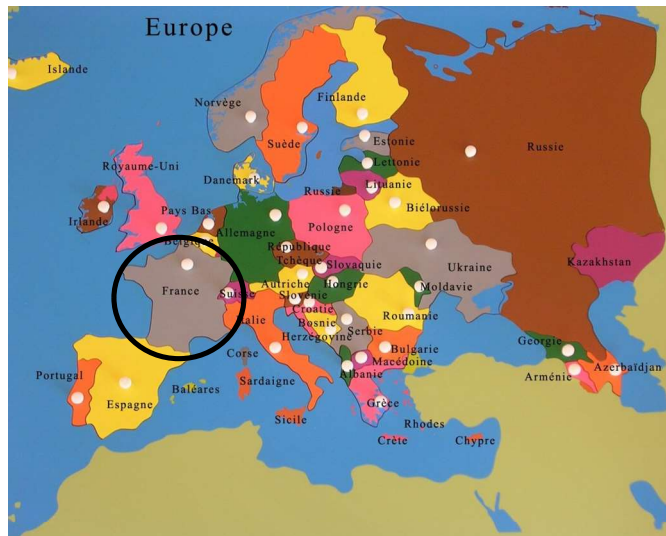 Europe
Islande
Norvège
Finlande
Suède
Estonie
Russie
Lettonie
Royaume-Uni
Danemark
Lituanie
Russie
Irlande
Pays Bas
Biélorussie
Pologne
Allemagne
Belgique
République
Tchèque
Slovaquie
Ukraine
Kazakhstan
France
Suisse
Autriche
Hongrie
Moldavie
Slovénie
Croatie
Roumanie
Italie
Bosnie
Herzégovine
Serbie
Georgie
Corse
Bulgarie
Macédoine
Albanie
Azerbaïdjan
Arménie
Portugal
Sardaigne
Baléares
Espagne
Grèce
Sicile
Rhodes
Crète
Chypre